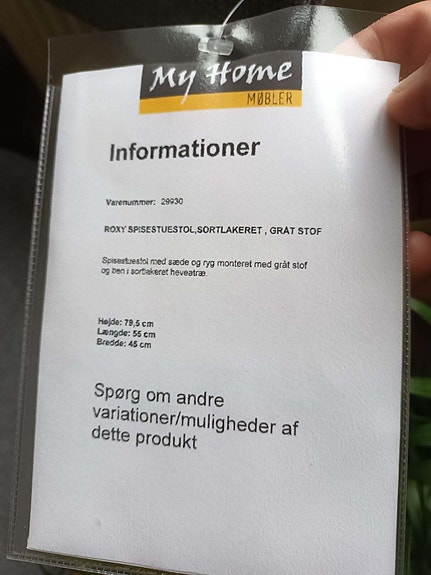 My Home
MØBLER
Informationer
Varenummer: 29930
ROXY SPISESTUESTOL,SORTLAKERET , GRÅT STOF
Spisestuestol med sæde og ryg monteret med gråt stof
og ben i sortlakeret heveatræ.
Højde: 79,5 cm
Længde: 55 cm
Bredde: 45 cm
Spørg om andre
variationer/muligheder af
dette produkt